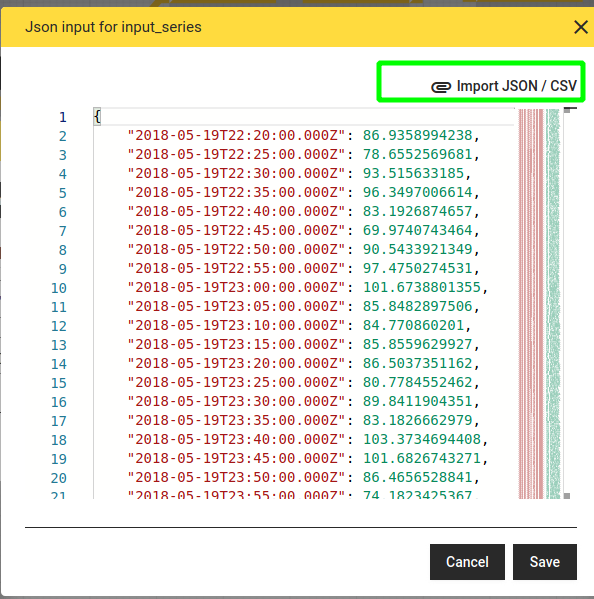 Json input for input_series
Import JSON / CSV
1 {
2 "2018-05-19T22:20:00.000Z": 86.9358994238,
3 "2018-05-19T22:25:00.000Z": 78.6552569681,
4 "2018-05-19T22:30:00.000Z": 93.515633185,
5 "2018-05-19T22:35:00.000Z": 96.3497006614,
6 "2018-05-19T22:40:00.000Z": 83.1926874657,
7 "2018-05-19T22:45:00.000Z": 69.9740743464,
8 "2018-05-19T22:50:00.000Z": 90.5433921349,
9 "2018-05-19T22:55:00.000Z": 97.4750274531,
10 "2018-05-19T23:00:00.000Z": 101.6738801355,
11 "2018-05-19T23:05:00.000Z": 85.8482897506,
12 "2018-05-19T23:10:00.000Z": 84.770860201,
13 "2018-05-19T23:15:00.000Z": 85.8559629927,
14 "2018-05-19T23:20:00.000Z": 86.5037351162,
15 "2018-05-19T23:25:00.000Z": 80.7784552462,
16 "2018-05-19T23:30:00.000Z": 89.8411904351,
17 "2018-05-19T23:35:00.000Z": 83.1826662979,
18 "2018-05-19T23:40:00.000Z": 103.3734694408,
19 "2018-05-19T23:45:00.000Z": 101.6826743271,
20 "2018-05-19T23:50:00.000Z": 86.4656528841,
21 "2018-05-19T23:55:00.000Z": 74.1823425367,
Cancel
Save